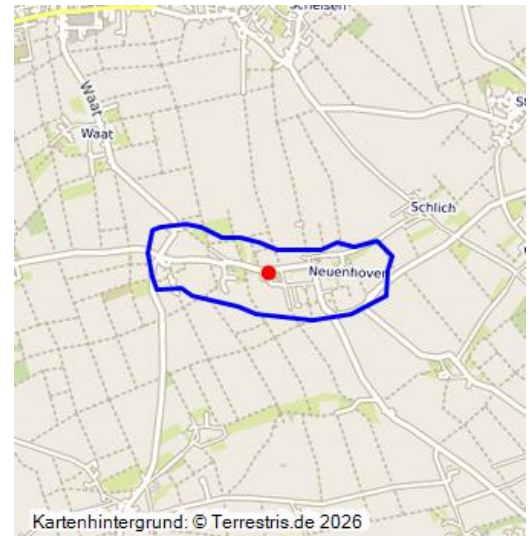 Waat
Waat
Schlich
Neuenhoven
Kartenhintergrund: © Terrestris.de 2026